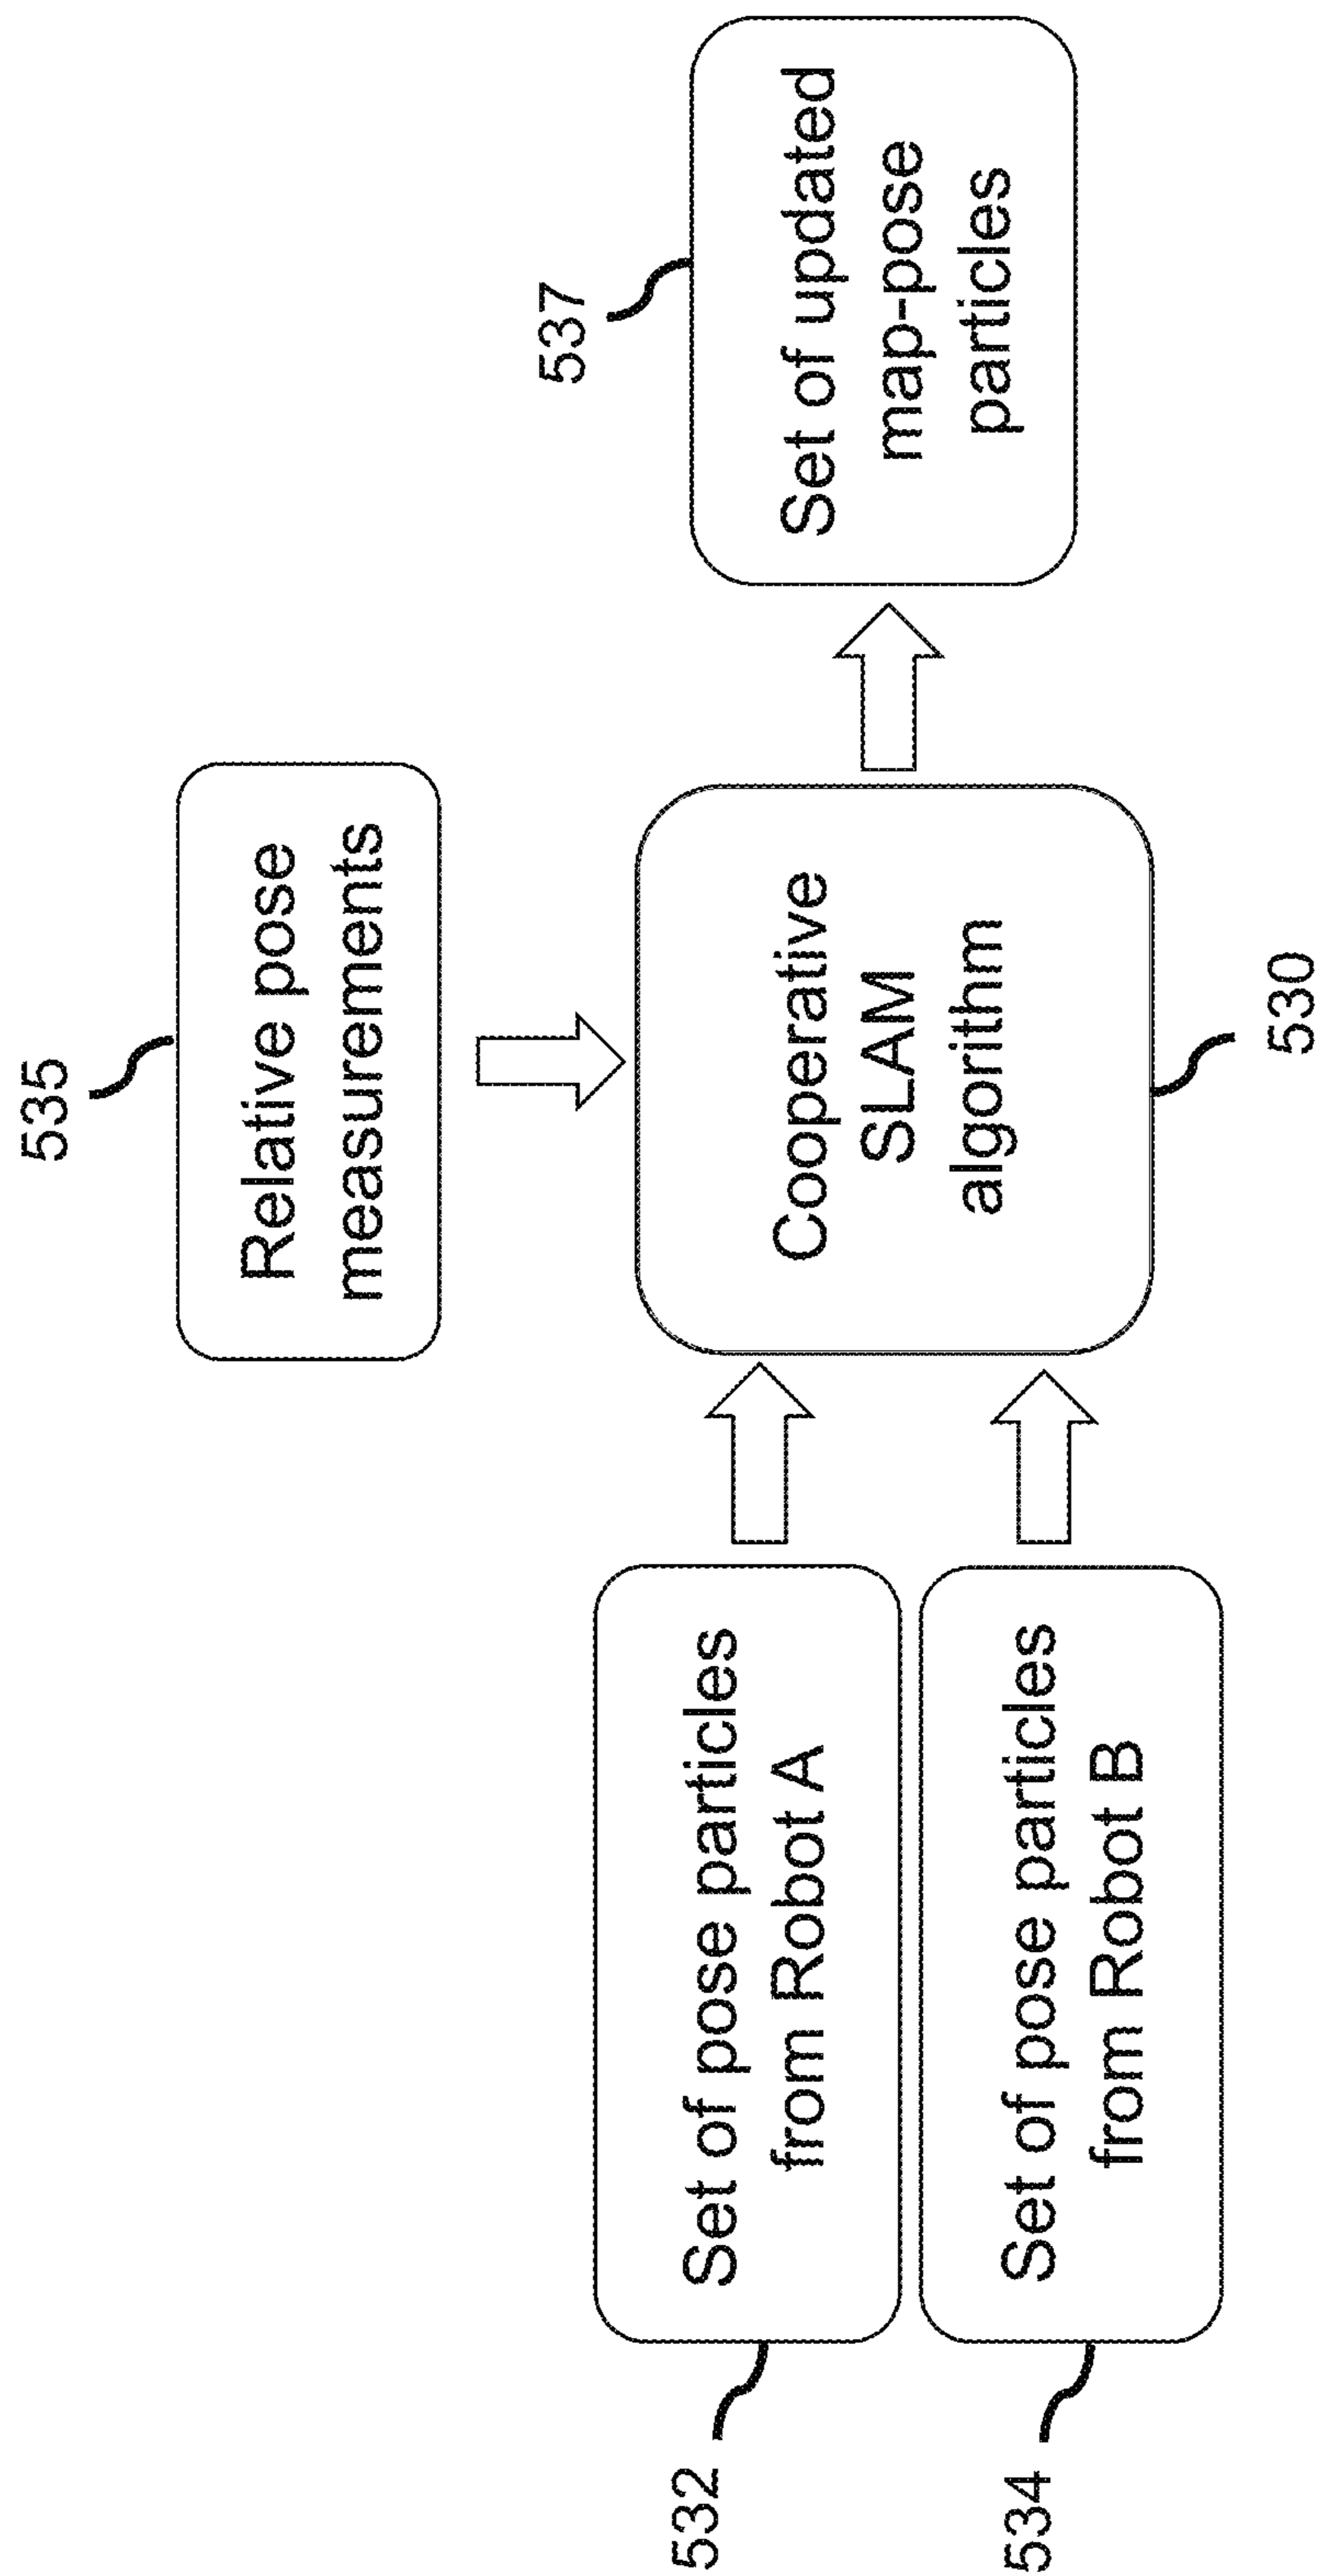 535
Relative pose
measurements
537
Set of updated
map-pose
particles
Cooperative
SLAM
algorithm
530
532
Set of pose particles
from Robot A
534
Set of pose particles
from Robot B